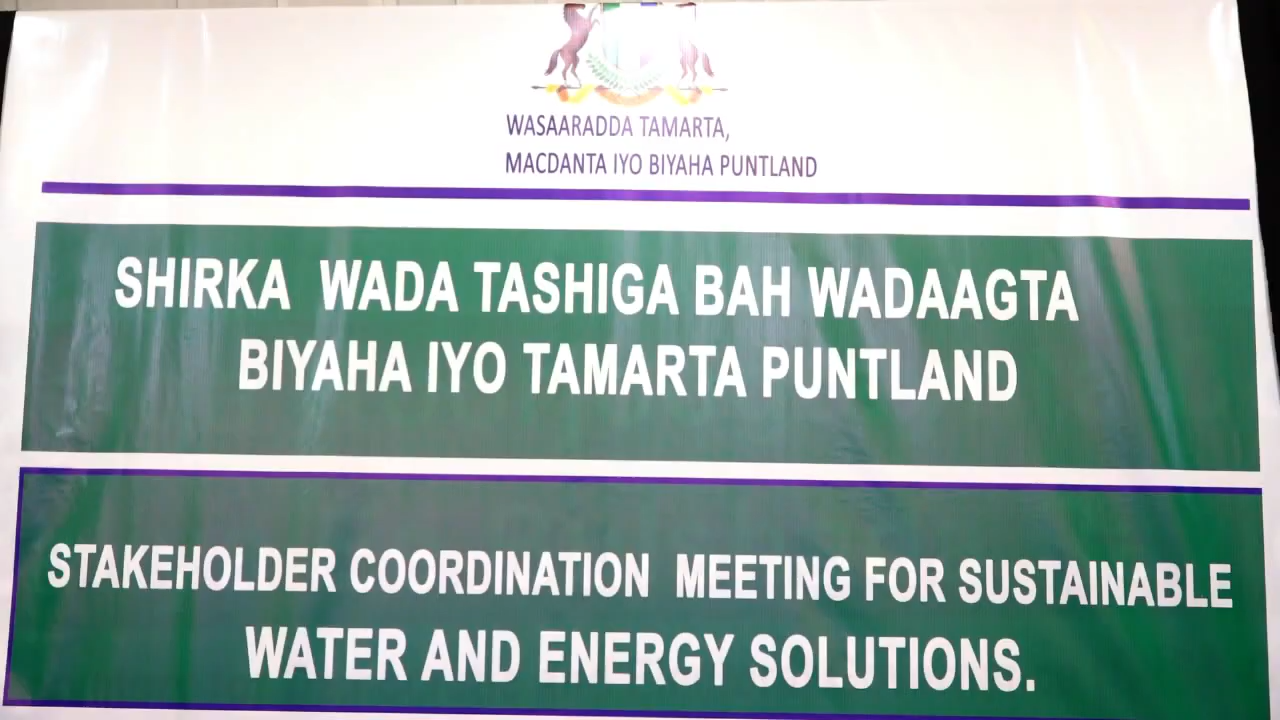 WASAARADDA TAMARTA,
MACDANTA IYO BIYAHA PUNTLAND
SHIRKA WADA TASHIGA BAH WADAAGTA
BIYAHA IYO TAMARTA PUNTLAND
STAKEHOLDER COORDINATION MEETING FOR SUSTAINABLE
WATER AND ENERGY SOLUTIONS.